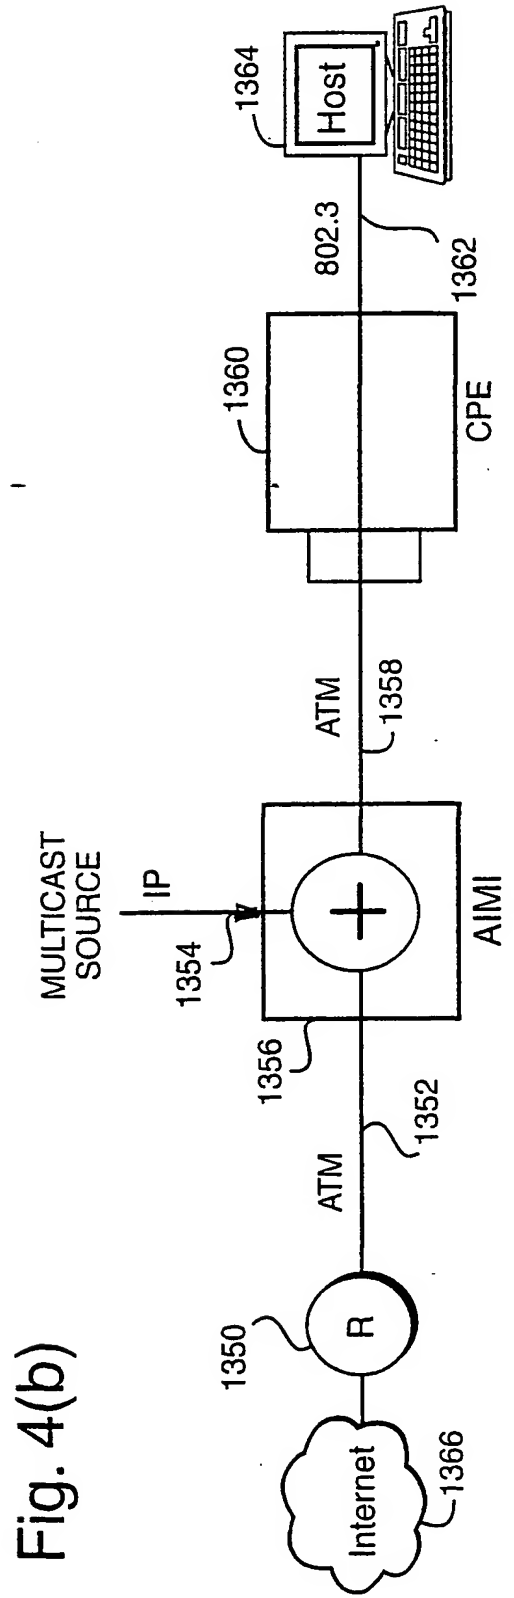 Fig. 4(b)
MULTICAST
SOURCE
IP
1354
1350
1356
1360
1364
ATM
ATM
802.3
Internet
R
+
Host
1366
1352
1358
1362
AIMI
CPE